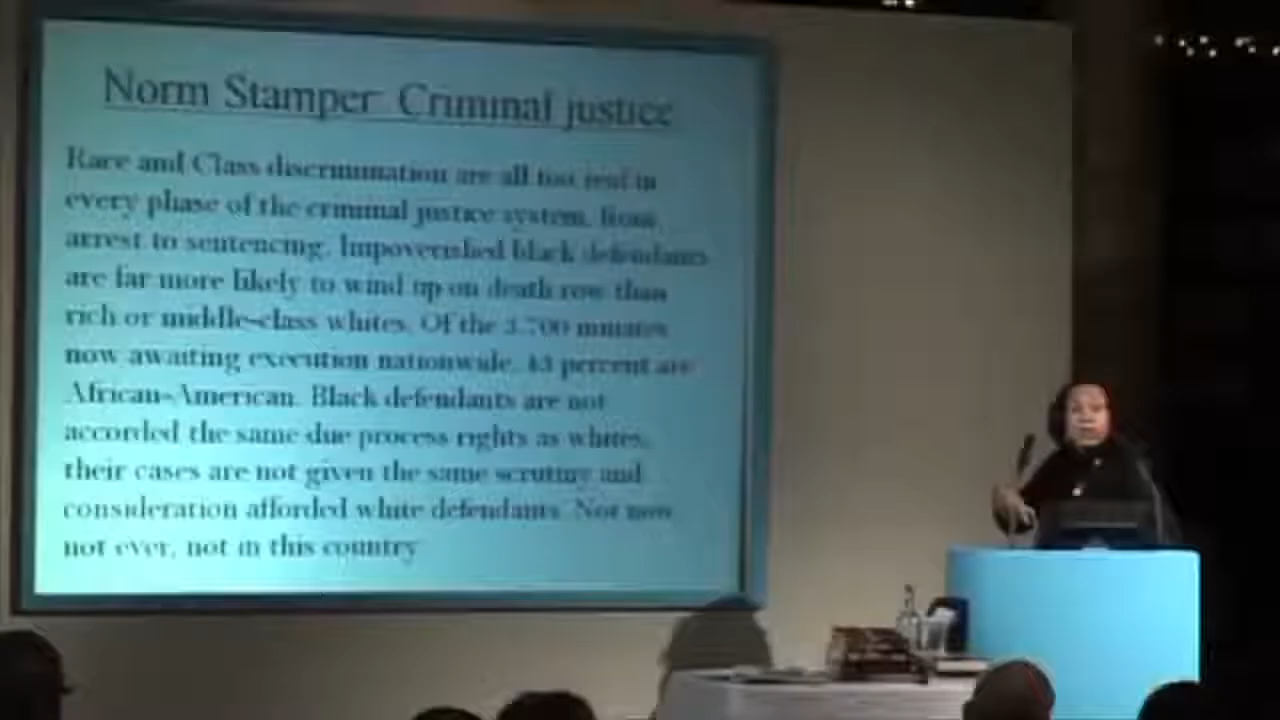 Norm Stamper Criminal justice
Race and Class discrimination are all too real in
every phase of the criminal justice system, from
arrest to sentencing. Impoverished black defendants
are far more likely to wind up on death row than
rich or middle-class whites. Of the 3,700 inmates
now awaiting execution nationwide, 43 percent are
African-American. Black defendants are not
accorded the same due process rights as whites,
their cases are not given the same scrutiny and
consideration afforded white defendants. Not now
not ever, not in this country